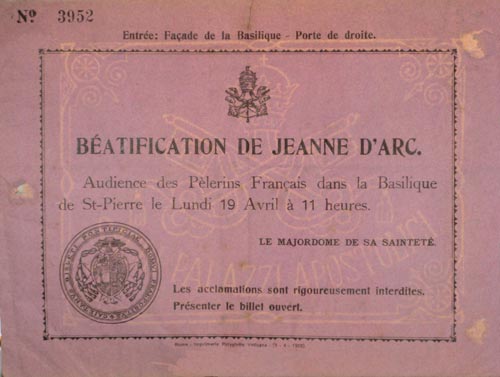 Nº 3952
Entrée: Façade de la Basilique - Porte de droite.
BÉATIFICATION DE JEANNE D'ARC.
Audience des Pèlerins Français dans la Basilique
de St-Pierre le Lundi 19 Avril à 11 heures.
LE MAJORDOME DE SA SAINTETÉ.
PALAZZI APOSTOLICI
Les acclamations sont rigoureusement interdites.
Présenter le billet ouvert.